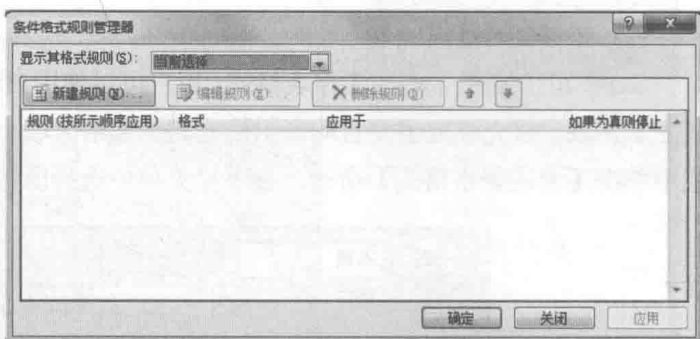 条件格式规则管理器
显示其格式规则(S): 当前选择
新建规则(N)... 编辑规则(E)... 删除规则(D)
规则(按所示顺序应用) 格式 应用于 如果为真则停止
确定 关闭 应用